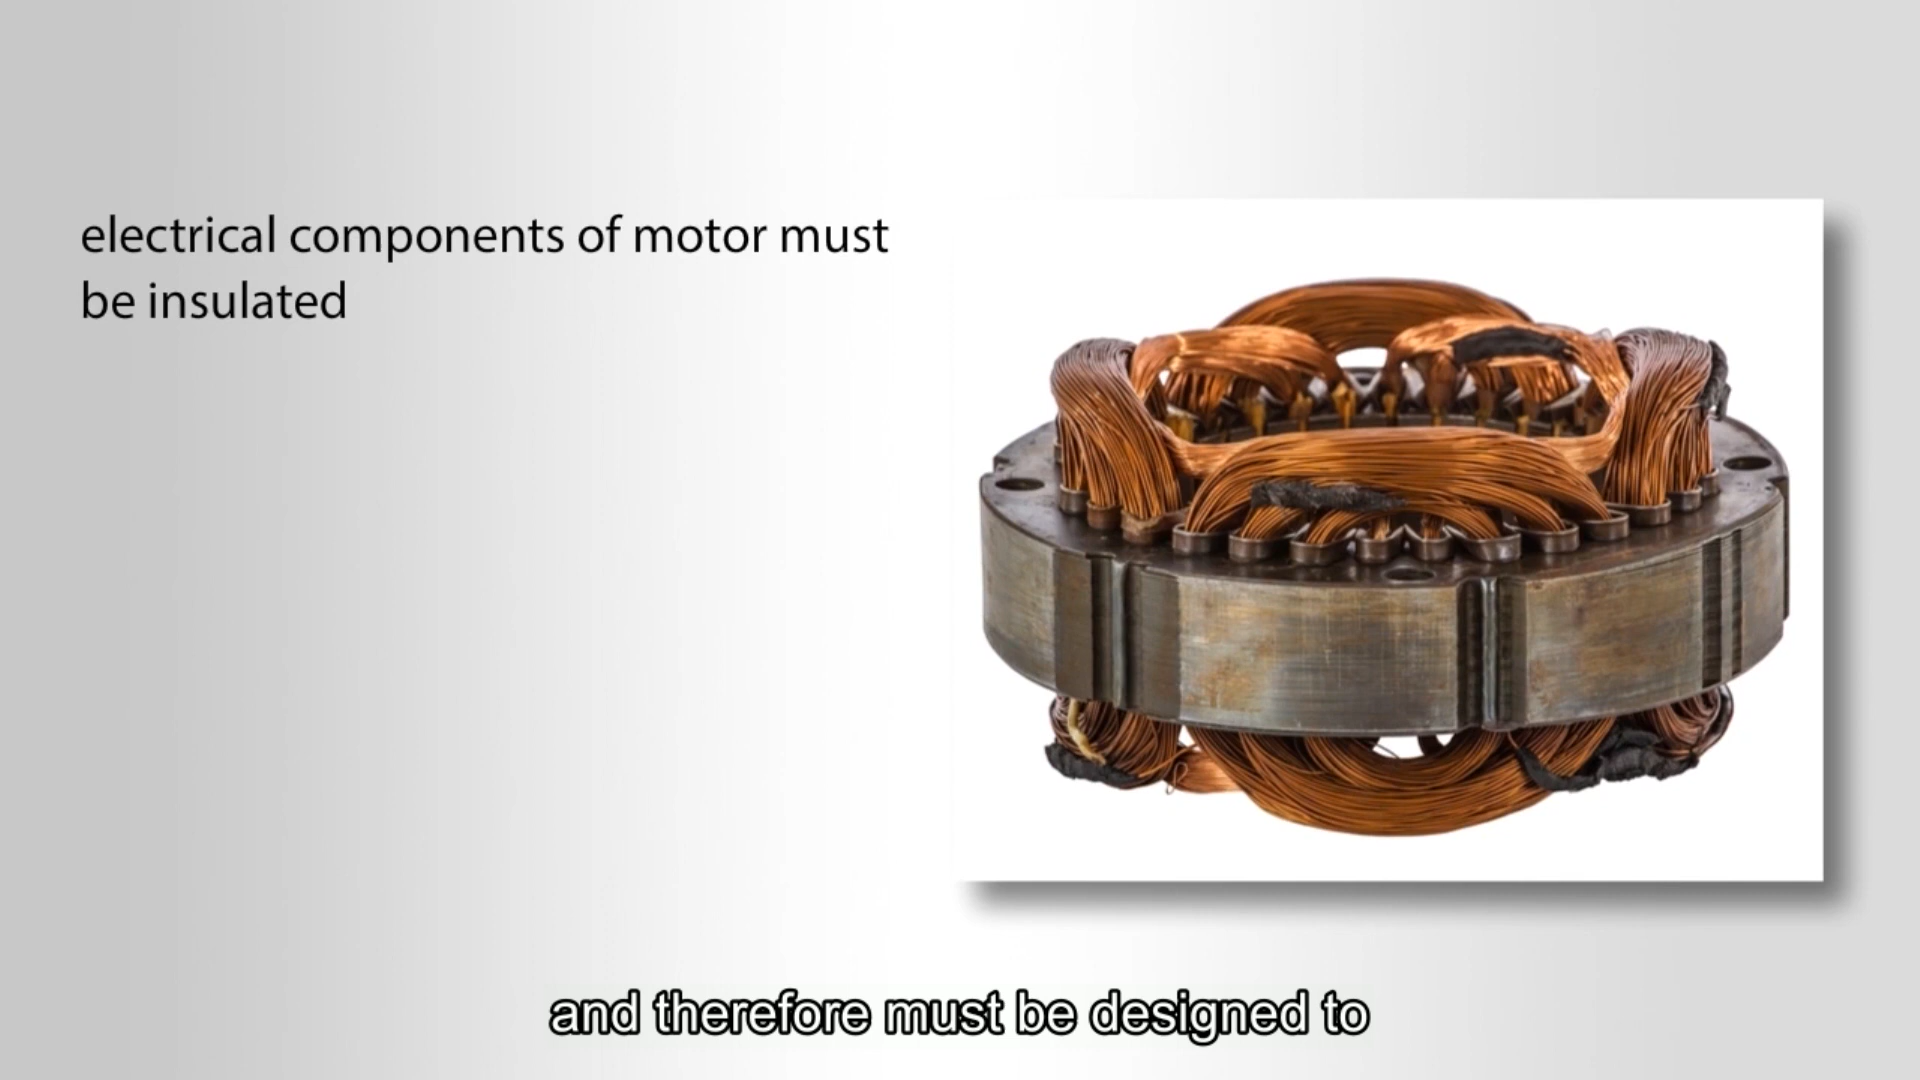 electrical components of motor must
be insulated
and therefore must be designed to